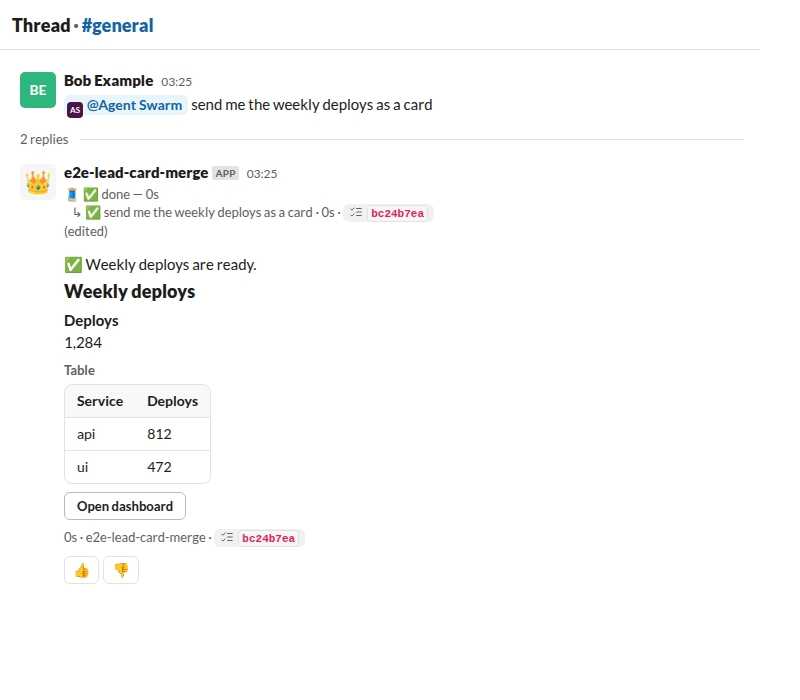 Thread • #general
BE
Bob Example 03:25
AS @Agent Swarm send me the weekly deploys as a card
2 replies
e2e-lead-card-merge APP 03:25
🧵 ✅ done — 0s
↳ ✅ send me the weekly deploys as a card · 0s · bc24b7ea
(edited)
✅ Weekly deploys are ready.
Weekly deploys
Deploys
1,284
Table
Service Deploys
api 812
ui 472
Open dashboard
0s · e2e-lead-card-merge · bc24b7ea
👍 👎